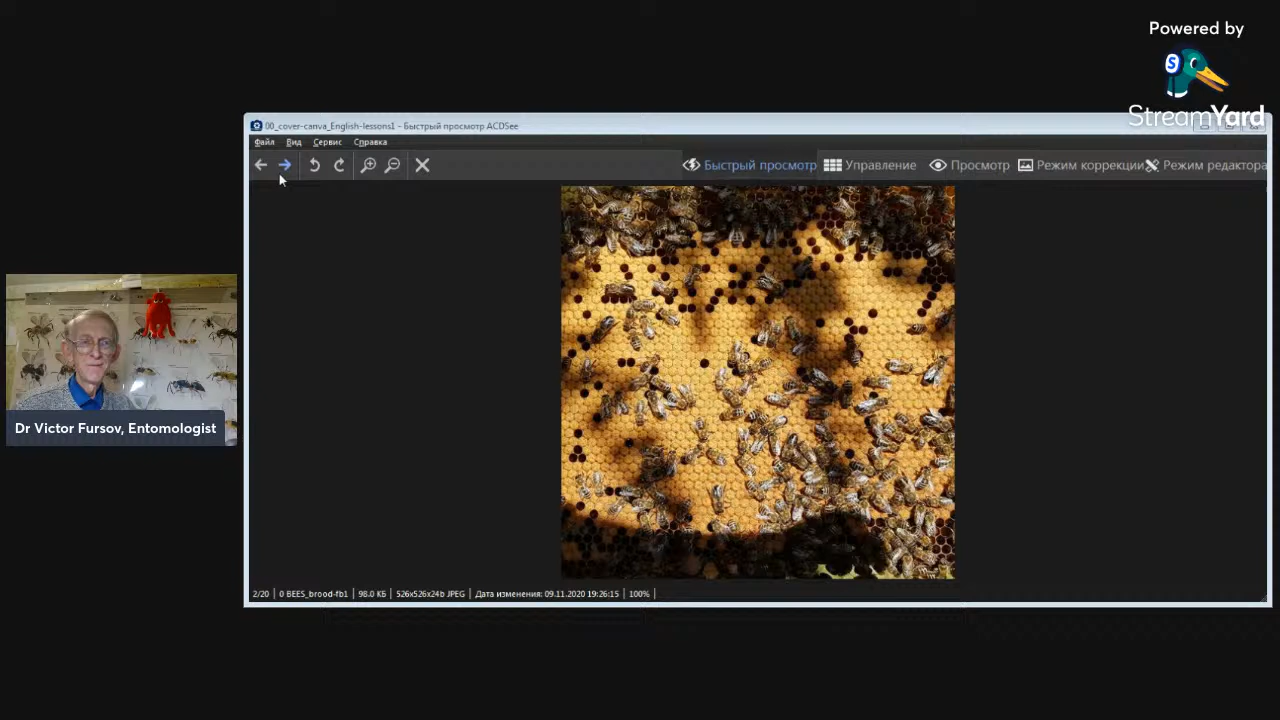 Powered by
StreamYard
00_cover-canva_English-lessons1 - Быстрый просмотр ACDSee
Файл Вид Сервис Справка
Быстрый просмотр Управление Просмотр Режим коррекции Режим редактора
Dr Victor Fursov, Entomologist
2/20 | 0 BEES_brood-fb1 | 98.0 КБ | 526x526x24b JPEG | Дата изменения: 09.11.2020 19:26:15 | 100% |